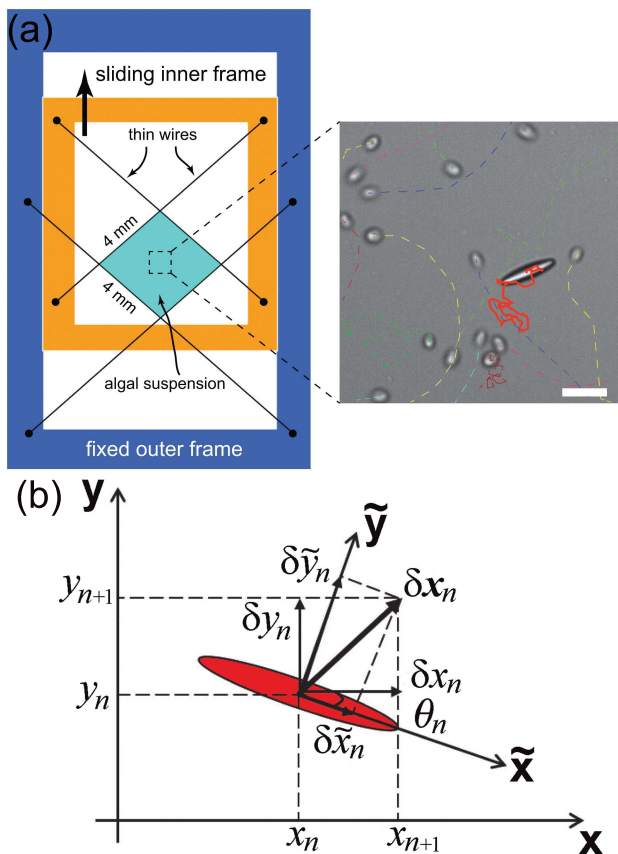 (a)
sliding inner frame
thin wires
4 mm
4 mm
algal suspension
fixed outer frame
(b)
y
ỹ
δỹₙ
yₙ₊₁
δxₙ
δyₙ
yₙ
δxₙ
θₙ
δx̃ₙ
x̃
xₙ
xₙ₊₁
x